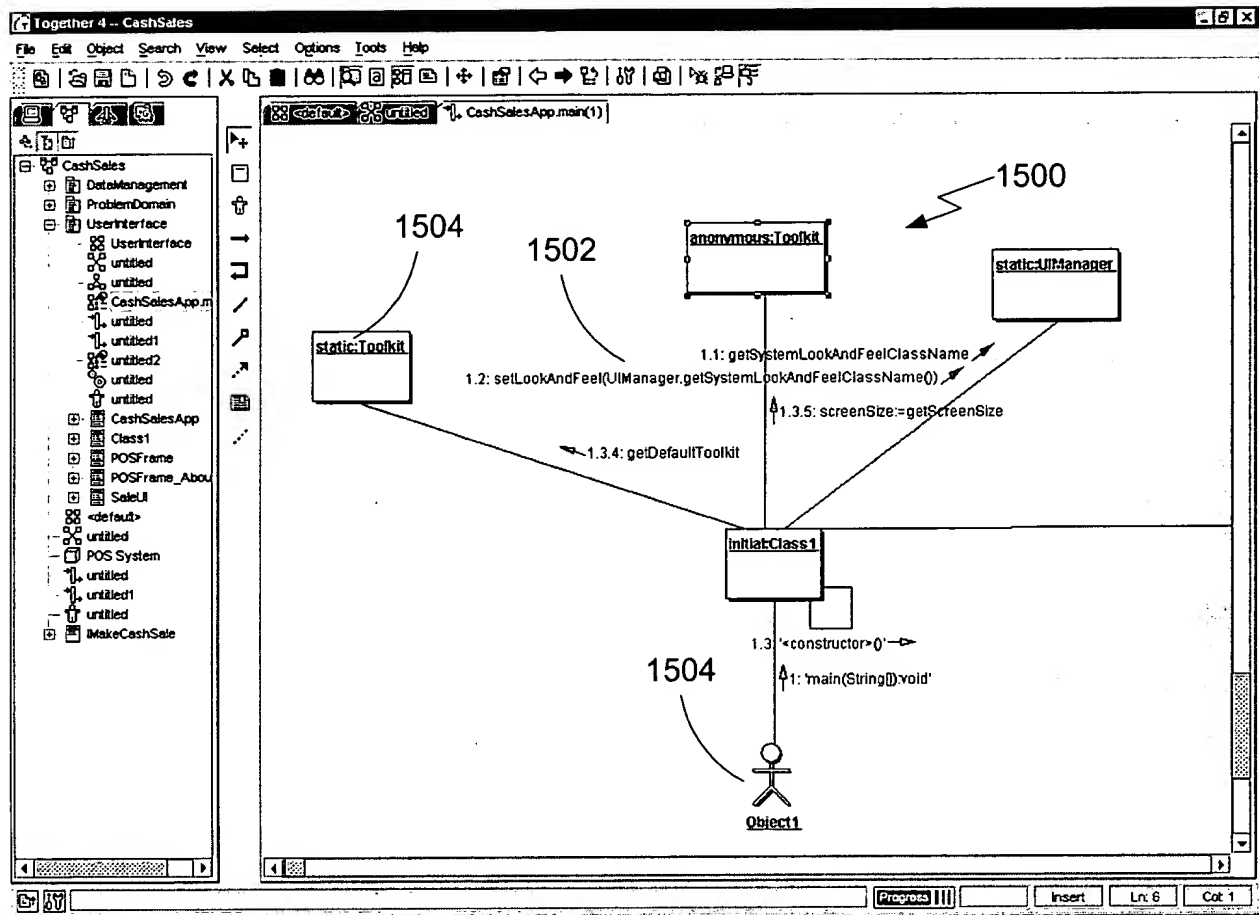 Together 4 -- CashSales
File Edit Object Search View Select Options Tools Help
<default> untitled CashSalesApp.main(1)
CashSales
DataManagement
ProblemDomain
UserInterface
UserInterface
untitled
untitled
CashSalesApp.m
untitled
untitled1
untitled2
untitled
untitled
CashSalesApp
Class1
POSFrame
POSFrame_Abou
SaleUI
<default>
untitled
POS System
untitled
untitled1
untitled
IMakeCashSale
1500
1504
1502
anonymous:Toolkit
static:UIManager
static:Toolkit
1.1: getSystemLookAndFeelClassName
1.2: setLookAndFeel(UIManager.getSystemLookAndFeelClassName())
1.3.5: screenSize:=getScreenSize
1.3.4: getDefaultToolkit
initial:Class1
1.3: '<constructor>()'
1: 'main(String[]):void'
1504
Object1
Progress Insert Ln: 6 Col: 1